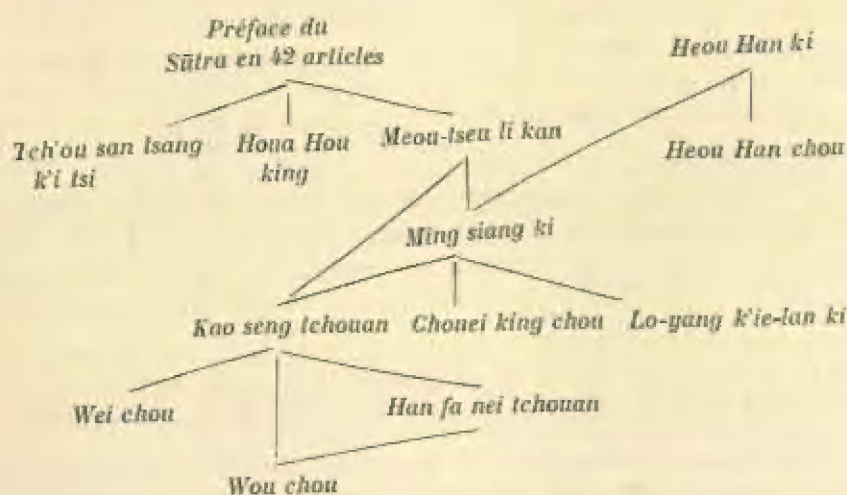 Préface du
Sūtra en 42 articles
Heou Han ki
Tch'ou san tsang
k'i tsi
Houa Hou
king
Meou-tseu li kan
Heou Han chou
Ming siang ki
Kao seng tchouan
Chouei king chou
Lo-yang k'ie-lan ki
Wei chou
Han fa nei tchouan
Wou chou